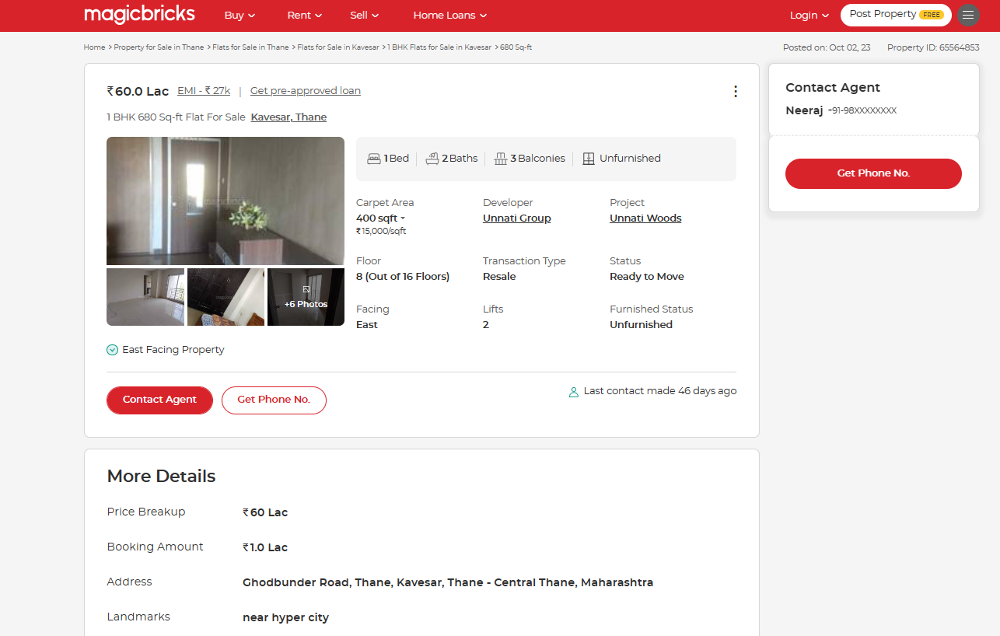 magicbricks
Buy
Rent
Sell
Home Loans
Login
Post Property FREE
Home > Property for Sale in Thane > Flats for Sale in Thane > Flats for Sale in Kavesar > 1 BHK Flats for Sale in Kavesar > 680 Sq-ft
Posted on: Oct 02, 23 Property ID: 65564853
₹60.0 Lac EMI - ₹ 27k | Get pre-approved loan
1 BHK 680 Sq-ft Flat For Sale Kavesar, Thane
1 Bed
2 Baths
3 Balconies
Unfurnished
Carpet Area
400 sqft
₹15,000/sqft
Developer
Unnati Group
Project
Unnati Woods
Floor
8 (Out of 16 Floors)
Transaction Type
Resale
Status
Ready to Move
Facing
East
Lifts
2
Furnished Status
Unfurnished
magicbricks
+6 Photos
East Facing Property
Contact Agent
Get Phone No.
Last contact made 46 days ago
Contact Agent
Neeraj +91-98XXXXXXXX
Get Phone No.
More Details
Price Breakup ₹60 Lac
Booking Amount ₹1.0 Lac
Address Ghodbunder Road, Thane, Kavesar, Thane - Central Thane, Maharashtra
Landmarks near hyper city